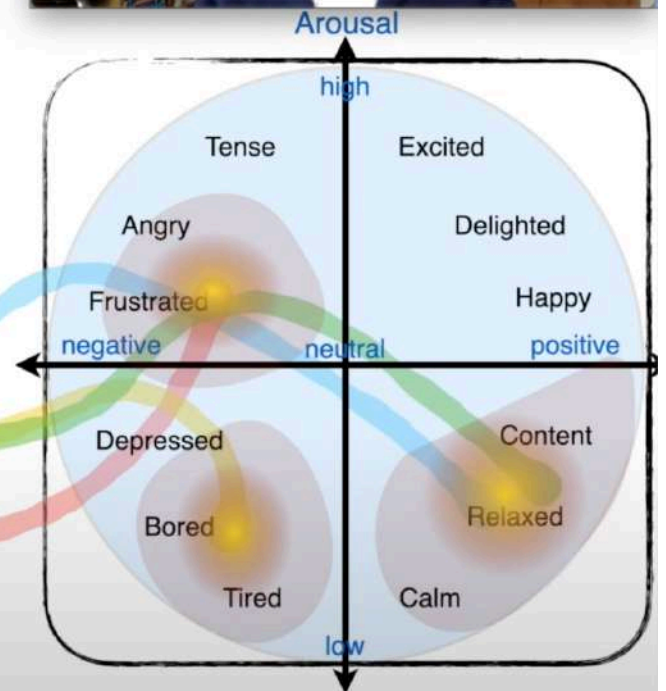 Arousal
high
Tense Excited
Angry Delighted
Frustrated Happy
negative neutral positive
Depressed Content
Bored Relaxed
Tired Calm
low